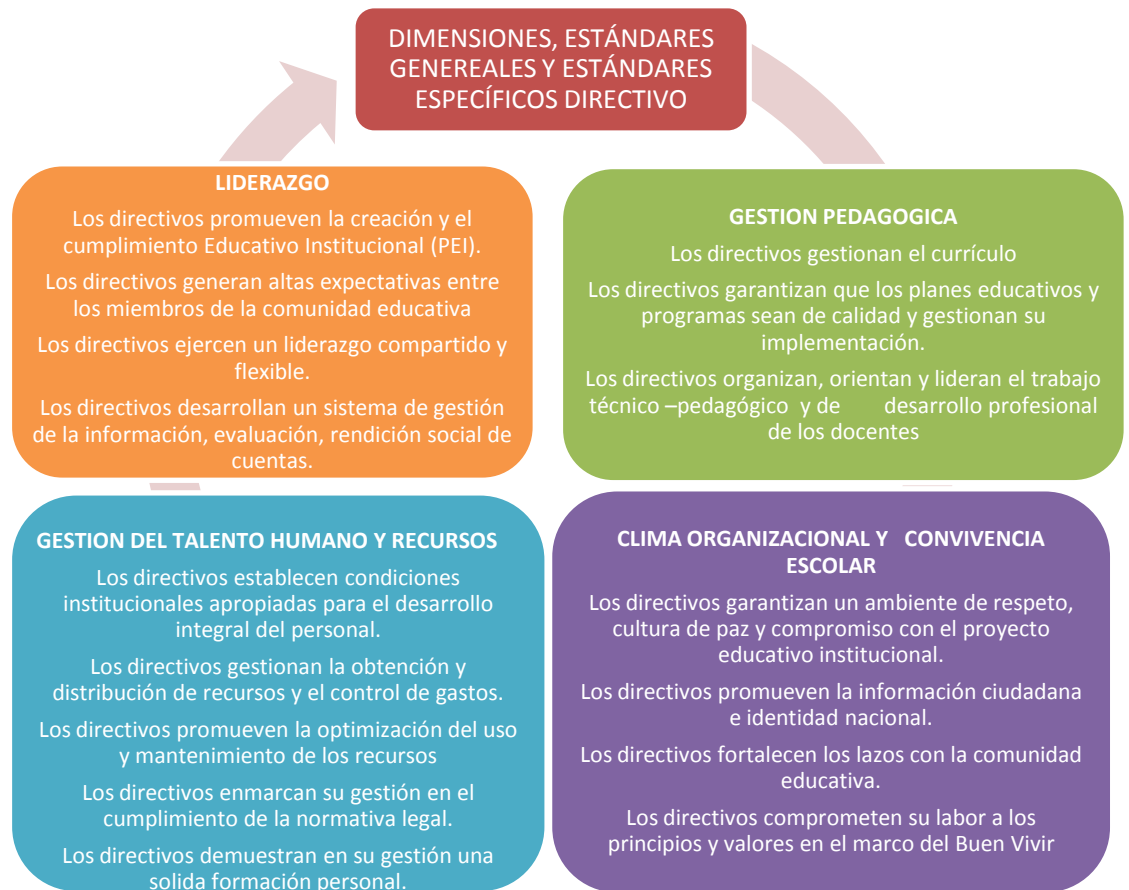 DIMENSIONES, ESTÁNDARES
GENEREALES Y ESTÁNDARES
ESPECÍFICOS DIRECTIVO
LIDERAZGO
Los directivos promueven la creación y el
cumplimiento Educativo Institucional (PEI).
Los directivos generan altas expectativas entre
los miembros de la comunidad educativa
Los directivos ejercen un liderazgo compartido y
flexible.
Los directivos desarrollan un sistema de gestión
de la información, evaluación, rendición social de
cuentas.
GESTION PEDAGOGICA
Los directivos gestionan el currículo
Los directivos garantizan que los planes educativos y
programas sean de calidad y gestionan su
implementación.
Los directivos organizan, orientan y lideran el trabajo
técnico –pedagógico y de desarrollo profesional
de los docentes
GESTION DEL TALENTO HUMANO Y RECURSOS
Los directivos establecen condiciones
institucionales apropiadas para el desarrollo
integral del personal.
Los directivos gestionan la obtención y
distribución de recursos y el control de gastos.
Los directivos promueven la optimización del uso
y mantenimiento de los recursos
Los directivos enmarcan su gestión en el
cumplimiento de la normativa legal.
Los directivos demuestran en su gestión una
solida formación personal.
CLIMA ORGANIZACIONAL Y CONVIVENCIA
ESCOLAR
Los directivos garantizan un ambiente de respeto,
cultura de paz y compromiso con el proyecto
educativo institucional.
Los directivos promueven la información ciudadana
e identidad nacional.
Los directivos fortalecen los lazos con la comunidad
educativa.
Los directivos comprometen su labor a los
principios y valores en el marco del Buen Vivir